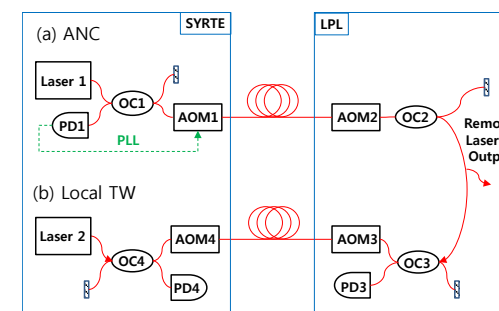 SYRTE
LPL
(a) ANC
Laser 1
OC1
PD1
AOM1
PLL
AOM2
OC2
Laser
(b) Local TW
Laser 2
OC4
AOM4
PD4
AOM3
PD3
OC3